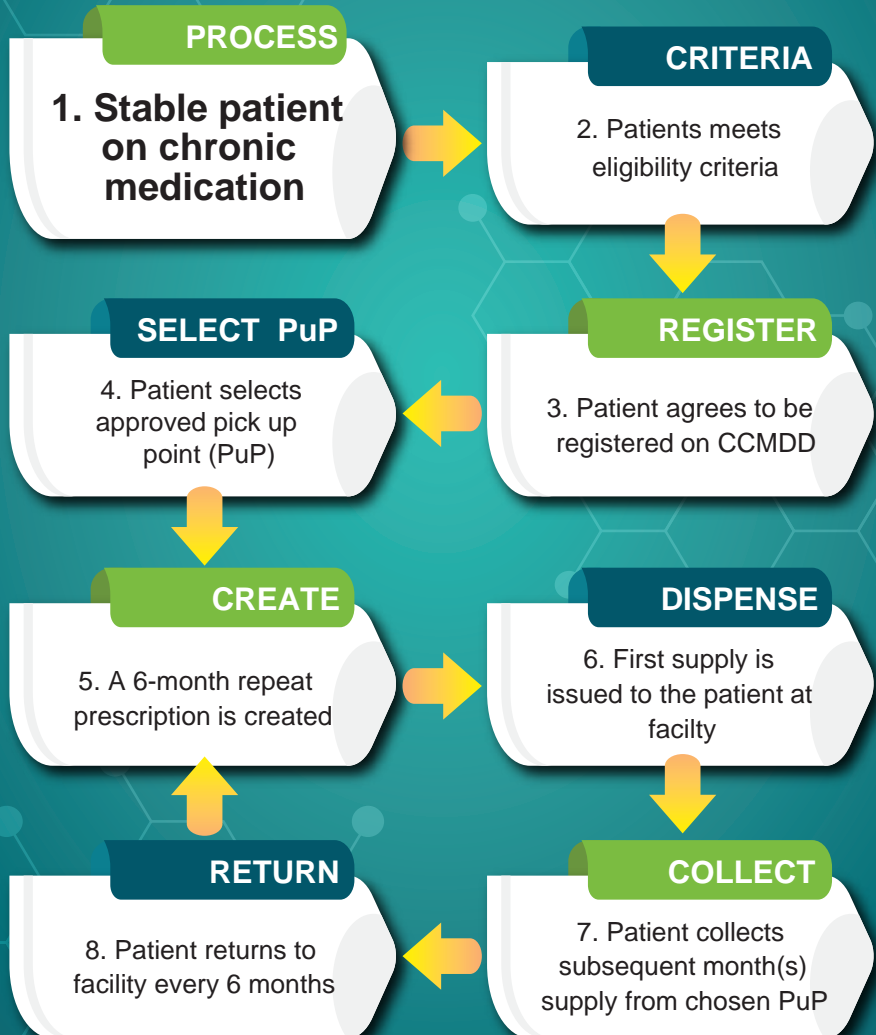 PROCESS
1. Stable patient
on chronic
medication
CRITERIA
2. Patients meets
eligibility criteria
REGISTER
3. Patient agrees to be
registered on CCMDD
SELECT PuP
4. Patient selects
approved pick up
point (PuP)
CREATE
5. A 6-month repeat
prescription is created
DISPENSE
6. First supply is
issued to the patient at
facilty
COLLECT
7. Patient collects
subsequent month(s)
supply from chosen PuP
RETURN
8. Patient returns to
facility every 6 months